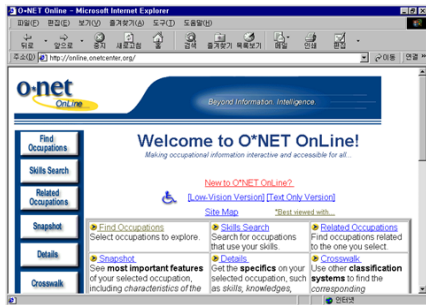 O*NET Online - Microsoft Internet Explorer
파일(F) 편집(E) 보기(V) 즐겨찾기(A) 도구(T) 도움말(H)
뒤로 앞으로 중지 새로고침 홈 검색 즐겨찾기 목록보기 메일 인쇄 편집
주소(D) http://online.onetcenter.org/ 이동 연결 »
o·net
OnLine
Beyond Information. Intelligence.
Find
Occupations
Skills Search
Related
Occupations
Snapshot
Details
Crosswalk
Welcome to O*NET OnLine!
Making occupational information interactive and accessible for all...
New to O*NET OnLine?
[Low-Vision Version] [Text Only Version]
Site Map *Best viewed with...
Find Occupations
Select occupations to explore.
Skills Search
Search for occupations
that use your skills.
Related Occupations
Find occupations related
to the one you select.
Snapshot
See most important features
of your selected occupation,
including characteristics of the
Details
Get the specifics on your
selected occupation, such
as skills, knowledges,
Crosswalk
Use other classification
systems to find the
corresponding
인터넷